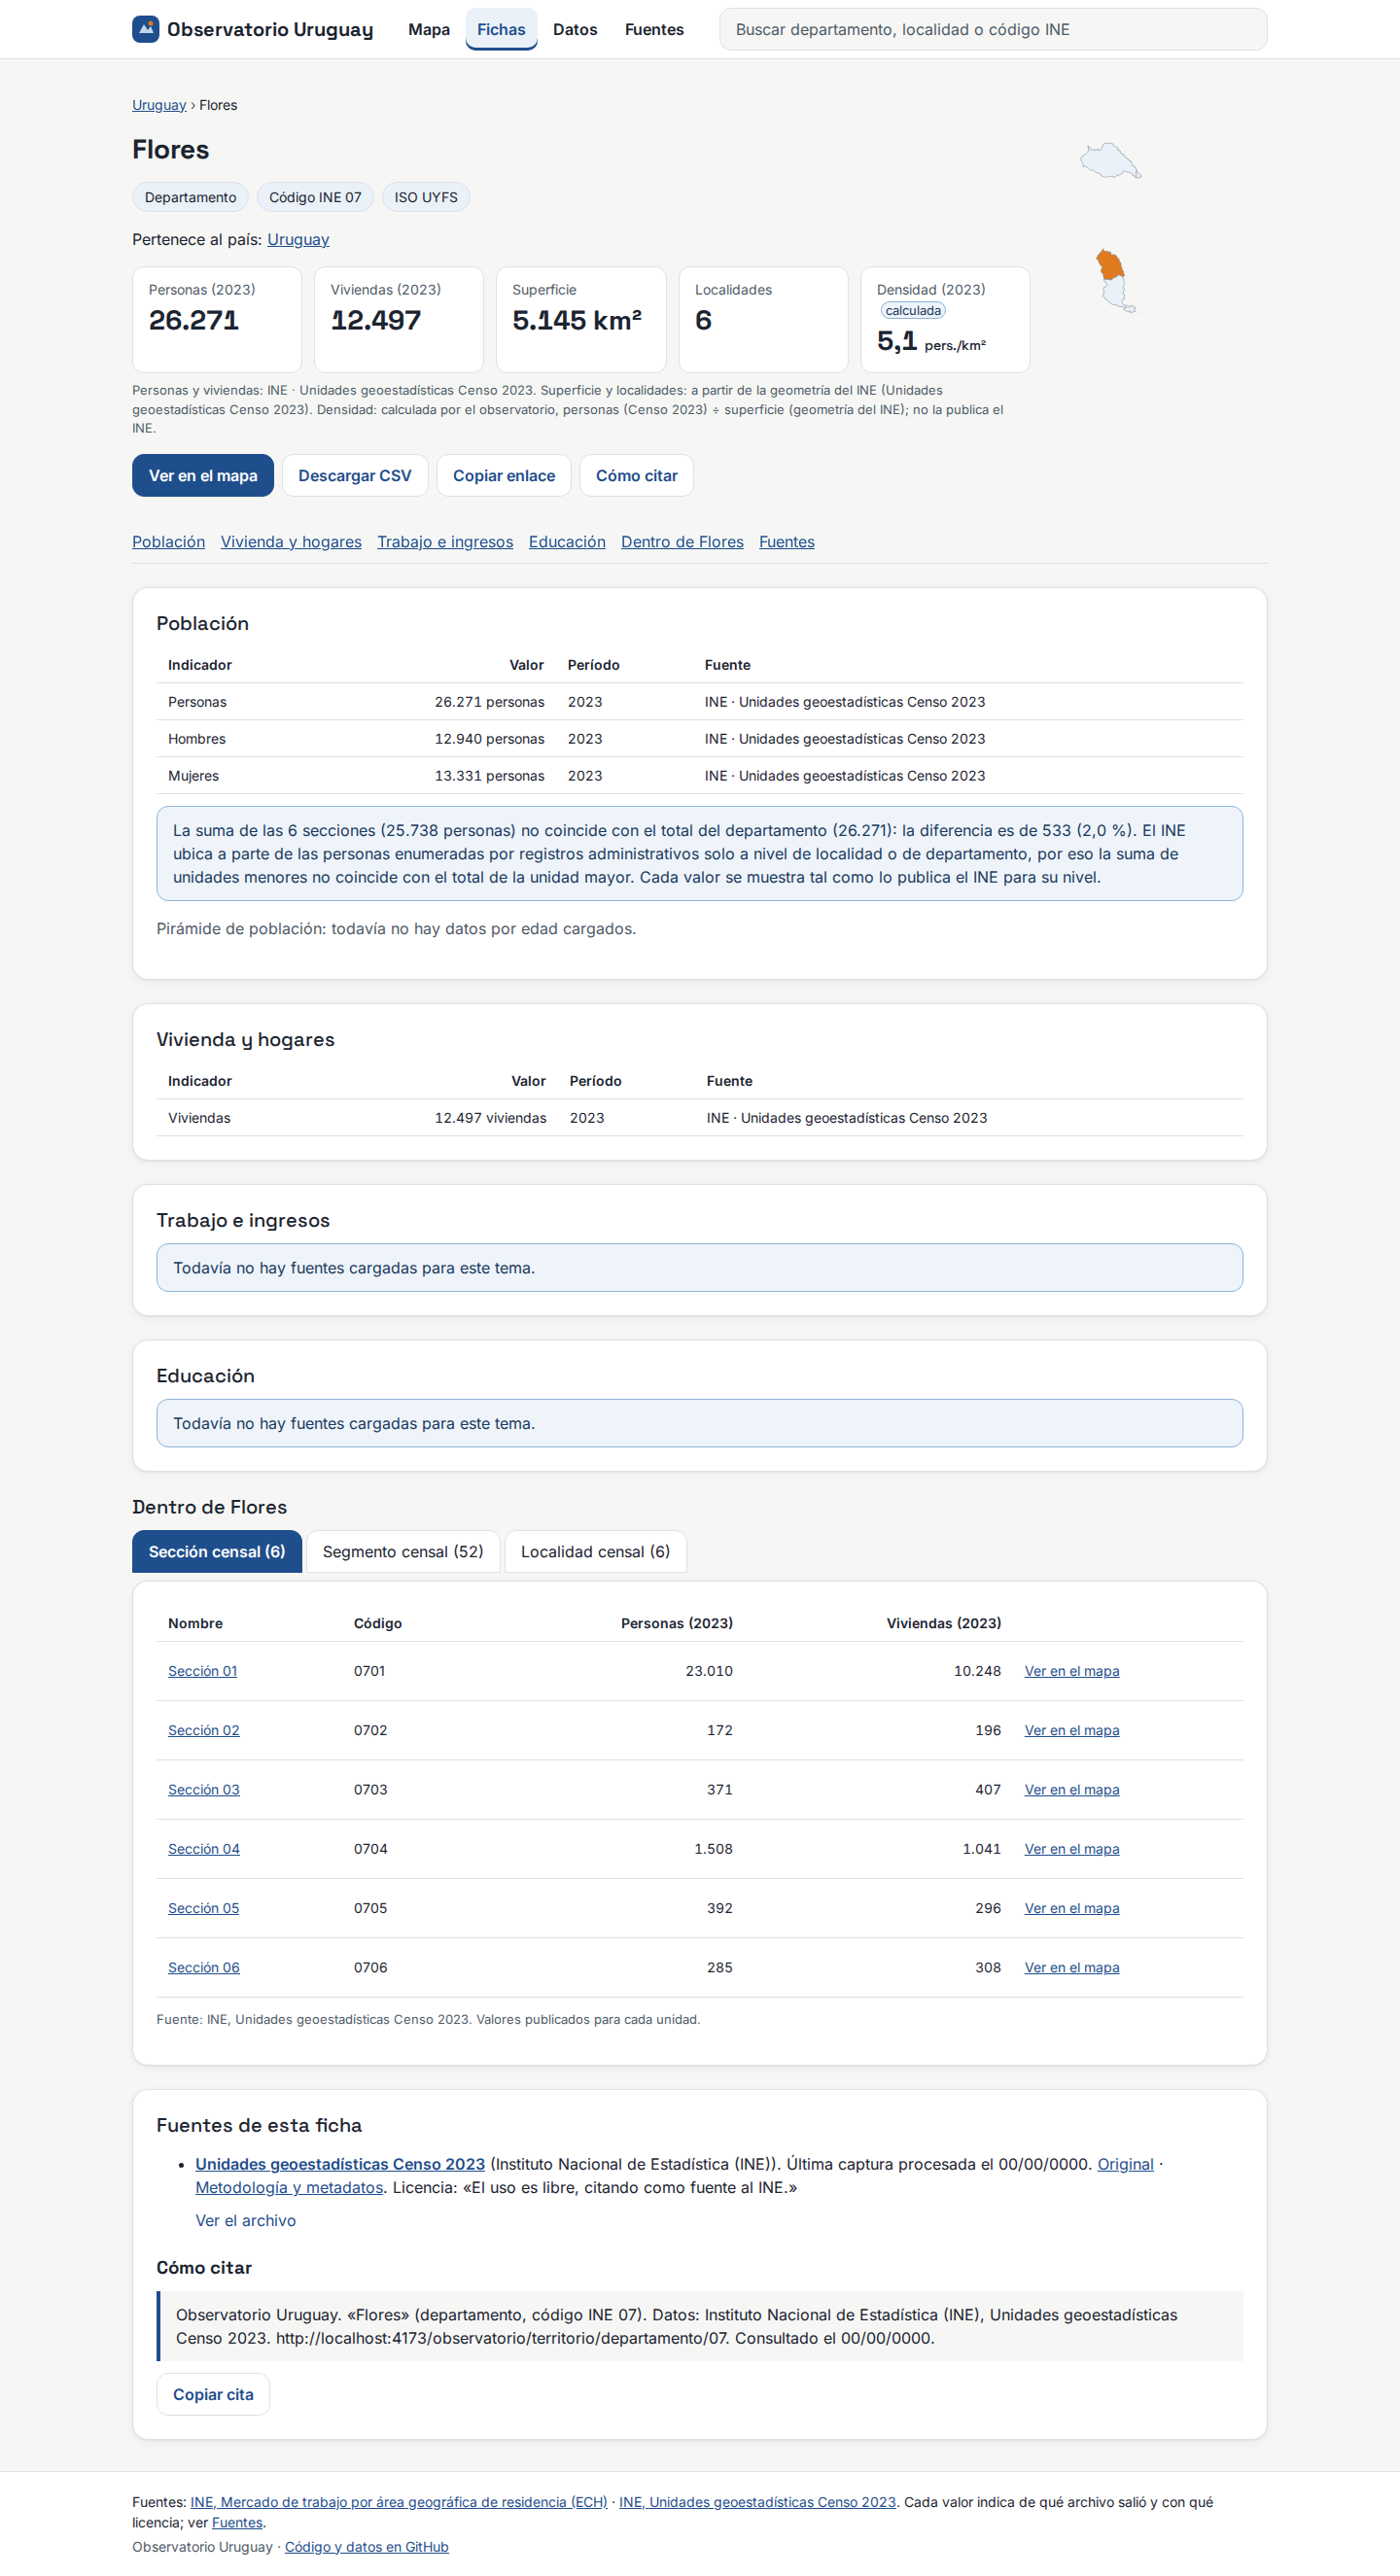 Observatorio Uruguay Mapa Fichas Datos Fuentes Buscar departamento, localidad o código INE
Uruguay › Flores
Flores
Departamento Código INE 07 ISO UYFS
Pertenece al país: Uruguay
Personas (2023)
26.271
Viviendas (2023)
12.497
Superficie
5.145 km²
Localidades
6
Densidad (2023)
calculada
5,1 pers./km²
Personas y viviendas: INE · Unidades geoestadísticas Censo 2023. Superficie y localidades: a partir de la geometría del INE (Unidades
geoestadísticas Censo 2023). Densidad: calculada por el observatorio, personas (Censo 2023) ÷ superficie (geometría del INE); no la publica el
INE.
Ver en el mapa Descargar CSV Copiar enlace Cómo citar
Población Vivienda y hogares Trabajo e ingresos Educación Dentro de Flores Fuentes
Población
Indicador Valor Período Fuente
Personas 26.271 personas 2023 INE · Unidades geoestadísticas Censo 2023
Hombres 12.940 personas 2023 INE · Unidades geoestadísticas Censo 2023
Mujeres 13.331 personas 2023 INE · Unidades geoestadísticas Censo 2023
La suma de las 6 secciones (25.738 personas) no coincide con el total del departamento (26.271): la diferencia es de 533 (2,0 %). El INE
ubica a parte de las personas enumeradas por registros administrativos solo a nivel de localidad o de departamento, por eso la suma de
unidades menores no coincide con el total de la unidad mayor. Cada valor se muestra tal como lo publica el INE para su nivel.
Pirámide de población: todavía no hay datos por edad cargados.
Vivienda y hogares
Indicador Valor Período Fuente
Viviendas 12.497 viviendas 2023 INE · Unidades geoestadísticas Censo 2023
Trabajo e ingresos
Todavía no hay fuentes cargadas para este tema.
Educación
Todavía no hay fuentes cargadas para este tema.
Dentro de Flores
Sección censal (6) Segmento censal (52) Localidad censal (6)
Nombre Código Personas (2023) Viviendas (2023)
Sección 01 0701 23.010 10.248 Ver en el mapa
Sección 02 0702 172 196 Ver en el mapa
Sección 03 0703 371 407 Ver en el mapa
Sección 04 0704 1.508 1.041 Ver en el mapa
Sección 05 0705 392 296 Ver en el mapa
Sección 06 0706 285 308 Ver en el mapa
Fuente: INE, Unidades geoestadísticas Censo 2023. Valores publicados para cada unidad.
Fuentes de esta ficha
• Unidades geoestadísticas Censo 2023 (Instituto Nacional de Estadística (INE)). Última captura procesada el 00/00/0000. Original ·
Metodología y metadatos. Licencia: «El uso es libre, citando como fuente al INE.»
Ver el archivo
Cómo citar
Observatorio Uruguay. «Flores» (departamento, código INE 07). Datos: Instituto Nacional de Estadística (INE), Unidades geoestadísticas
Censo 2023. http://localhost:4173/observatorio/territorio/departamento/07. Consultado el 00/00/0000.
Copiar cita
Fuentes: INE, Mercado de trabajo por área geográfica de residencia (ECH) · INE, Unidades geoestadísticas Censo 2023. Cada valor indica de qué archivo salió y con qué
licencia; ver Fuentes.
Observatorio Uruguay · Código y datos en GitHub